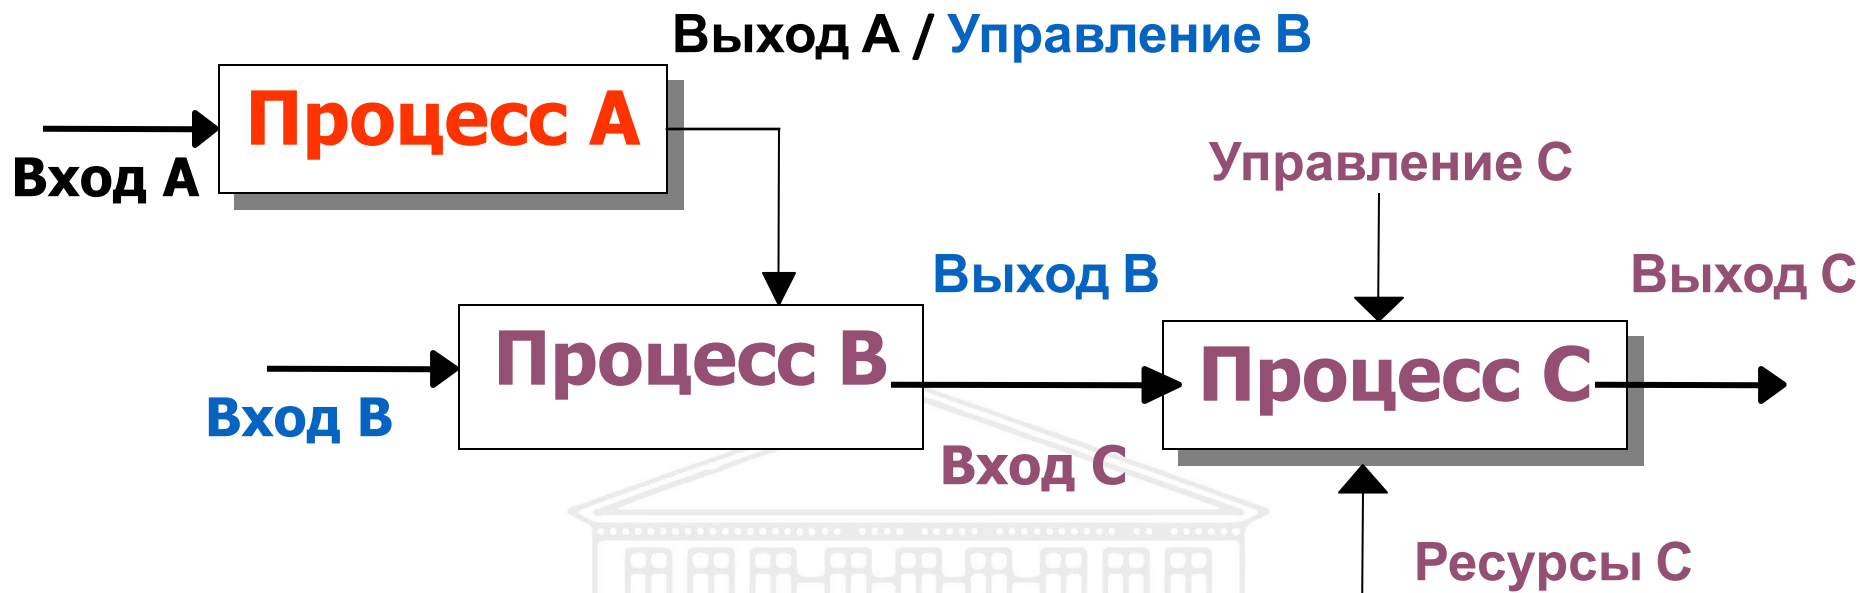 Выход А / Управление В
Процесс А
Вход А
Управление С
Выход В
Выход С
Процесс В
Процесс С
Вход В
Вход С
Ресурсы С